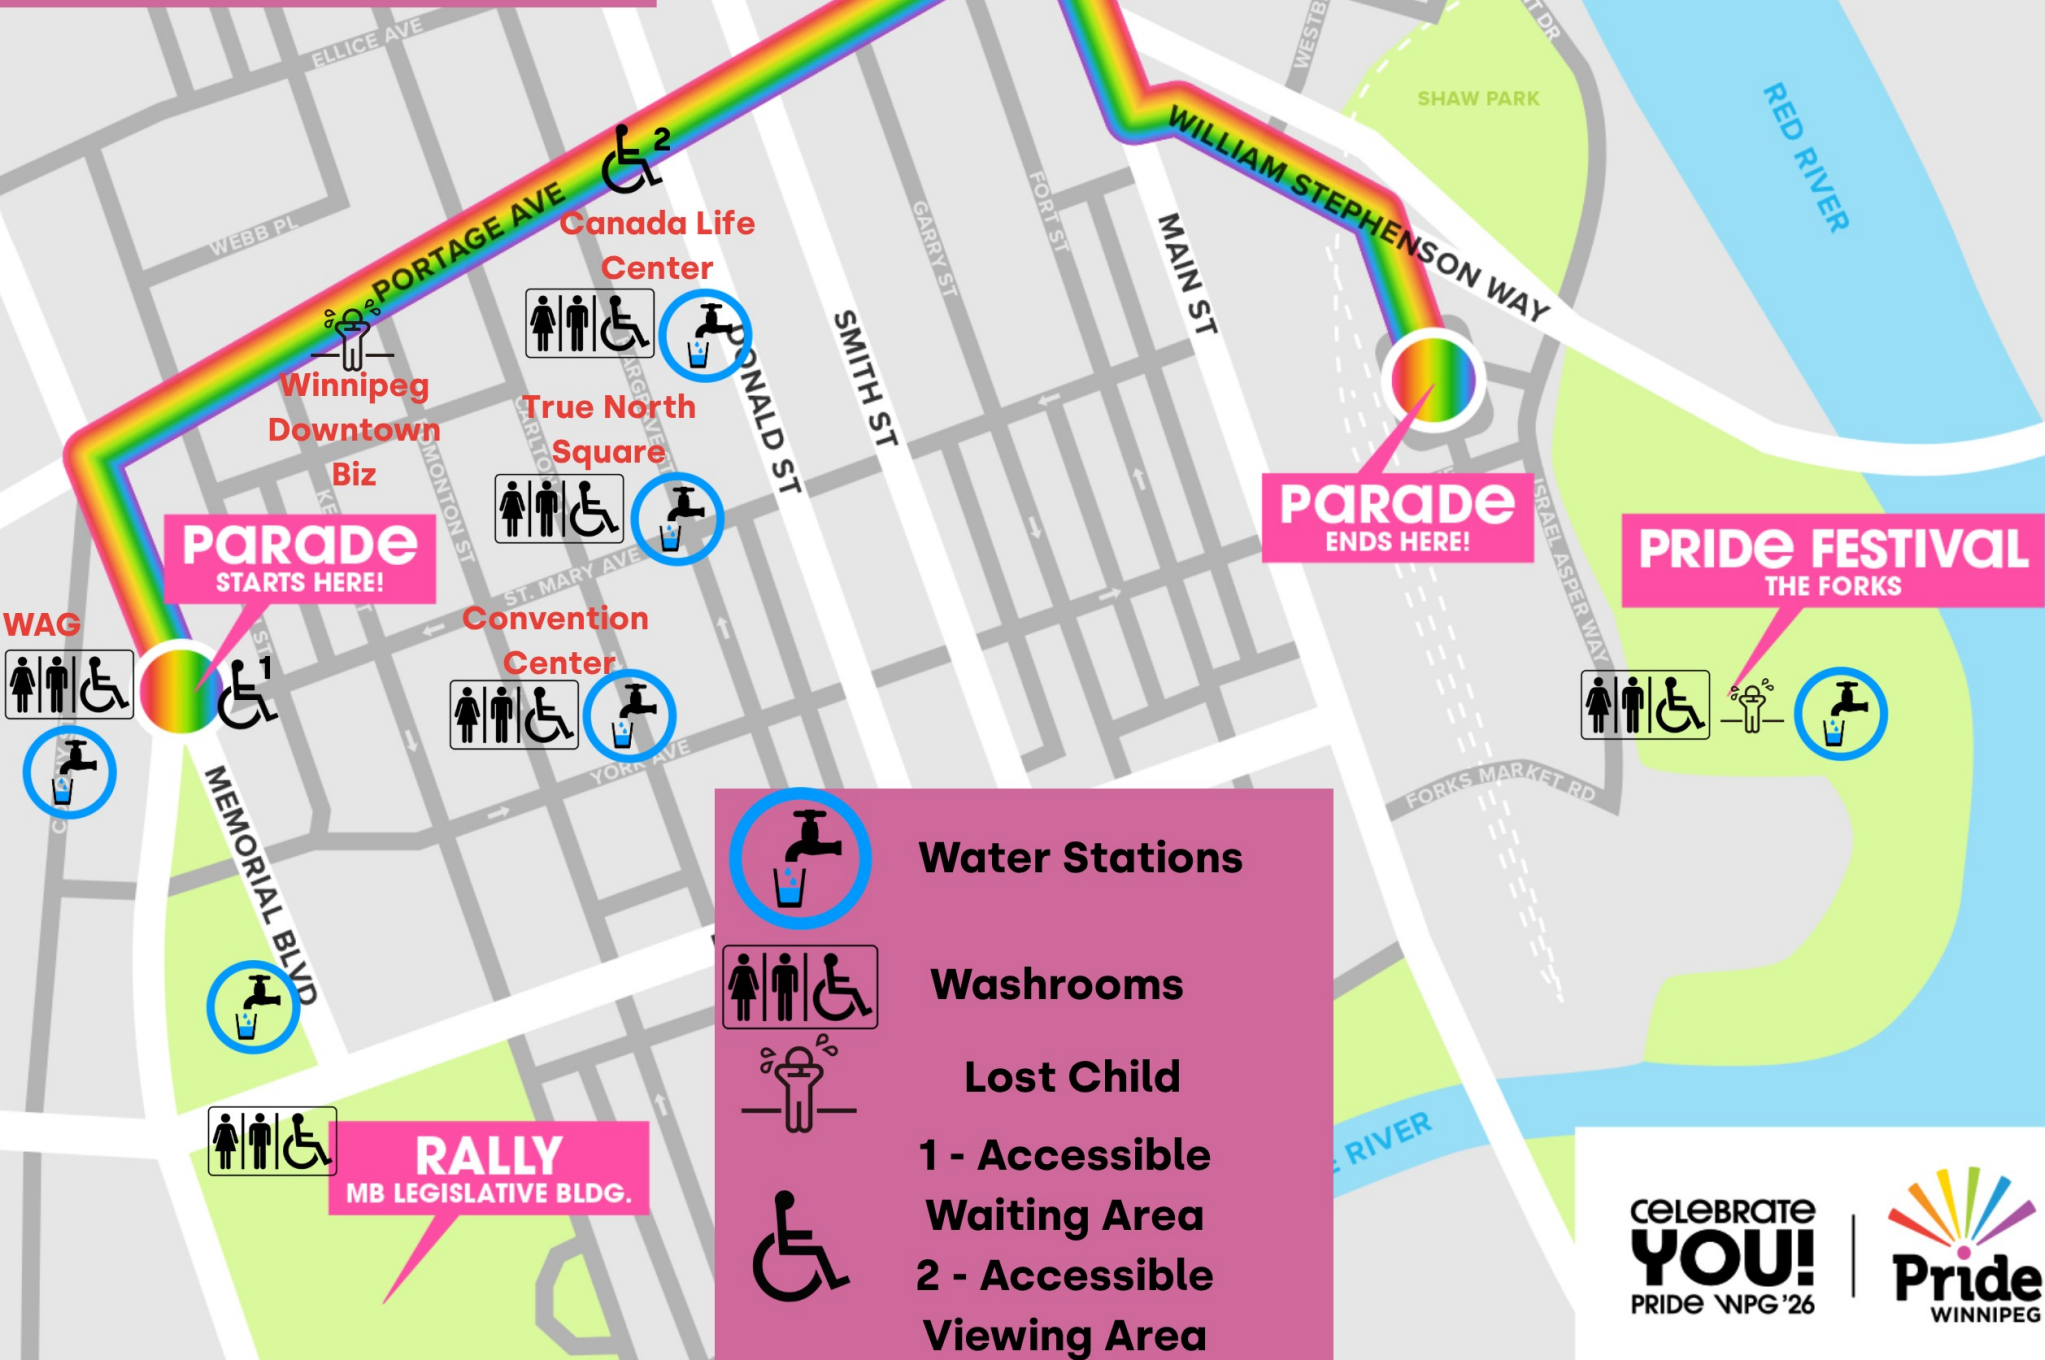 ELLICE AVE
WEBB PL
PORTAGE AVE
2
Canada Life
Center
Winnipeg
Downtown
Biz
True North
Square
PARADE
STARTS HERE!
WAG
1
Convention
Center
EDMONTON ST
CARLTON
ST. MARY AVE
YORK AVE
MEMORIAL BLVD
DONALD ST
SMITH ST
GARRY ST
FORT ST
MAIN ST
WILLIAM STEPHENSON WAY
SHAW PARK
RED RIVER
PARADE
ENDS HERE!
ISRAEL ASPER WAY
PRIDE FESTIVAL
THE FORKS
FORKS MARKET RD
RALLY
MB LEGISLATIVE BLDG.
Water Stations
Washrooms
Lost Child
1 - Accessible
Waiting Area
2 - Accessible
Viewing Area
RIVER
CELEBRATE
YOU!
PRIDE WPG '26
Pride
WINNIPEG